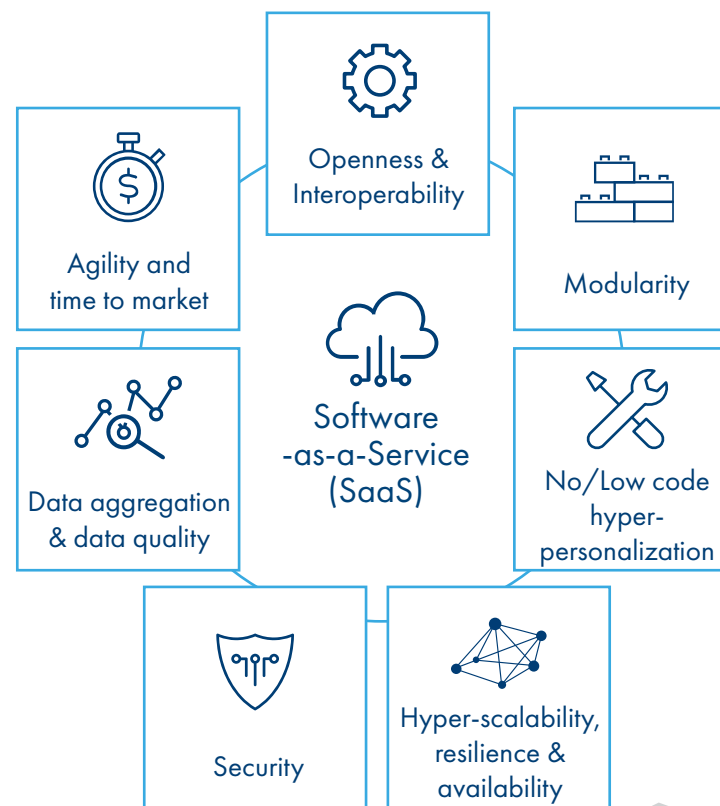 Openness &
Interoperability
Agility and
time to market
Modularity
Software
-as-a-Service
(SaaS)
Data aggregation
& data quality
No/Low code
hyper-
personalization
Security
Hyper-scalability,
resilience &
availability